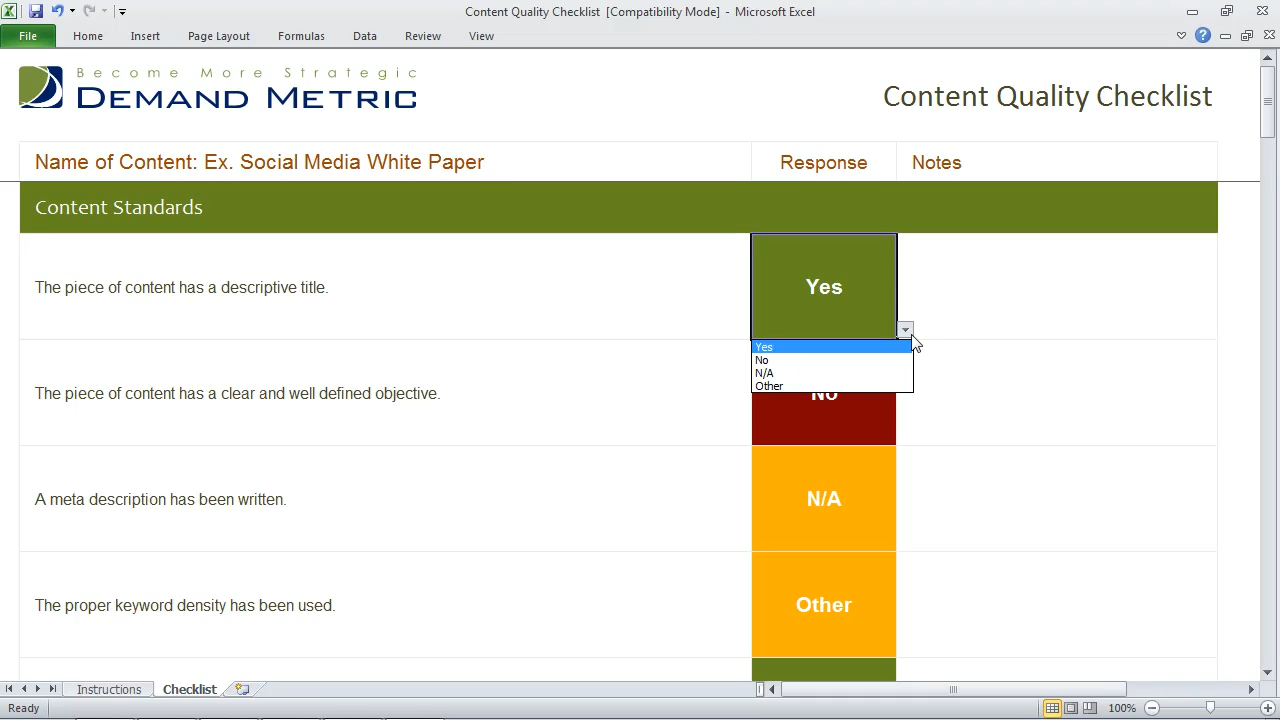 Content Quality Checklist [Compatibility Mode] - Microsoft Excel
File Home Insert Page Layout Formulas Data Review View
Become More Strategic
DEMAND METRIC
Content Quality Checklist
Name of Content: Ex. Social Media White Paper Response Notes
Content Standards
The piece of content has a descriptive title. Yes
Yes
No
N/A
Other
The piece of content has a clear and well defined objective. No
A meta description has been written. N/A
The proper keyword density has been used. Other
Instructions Checklist
Ready 100%